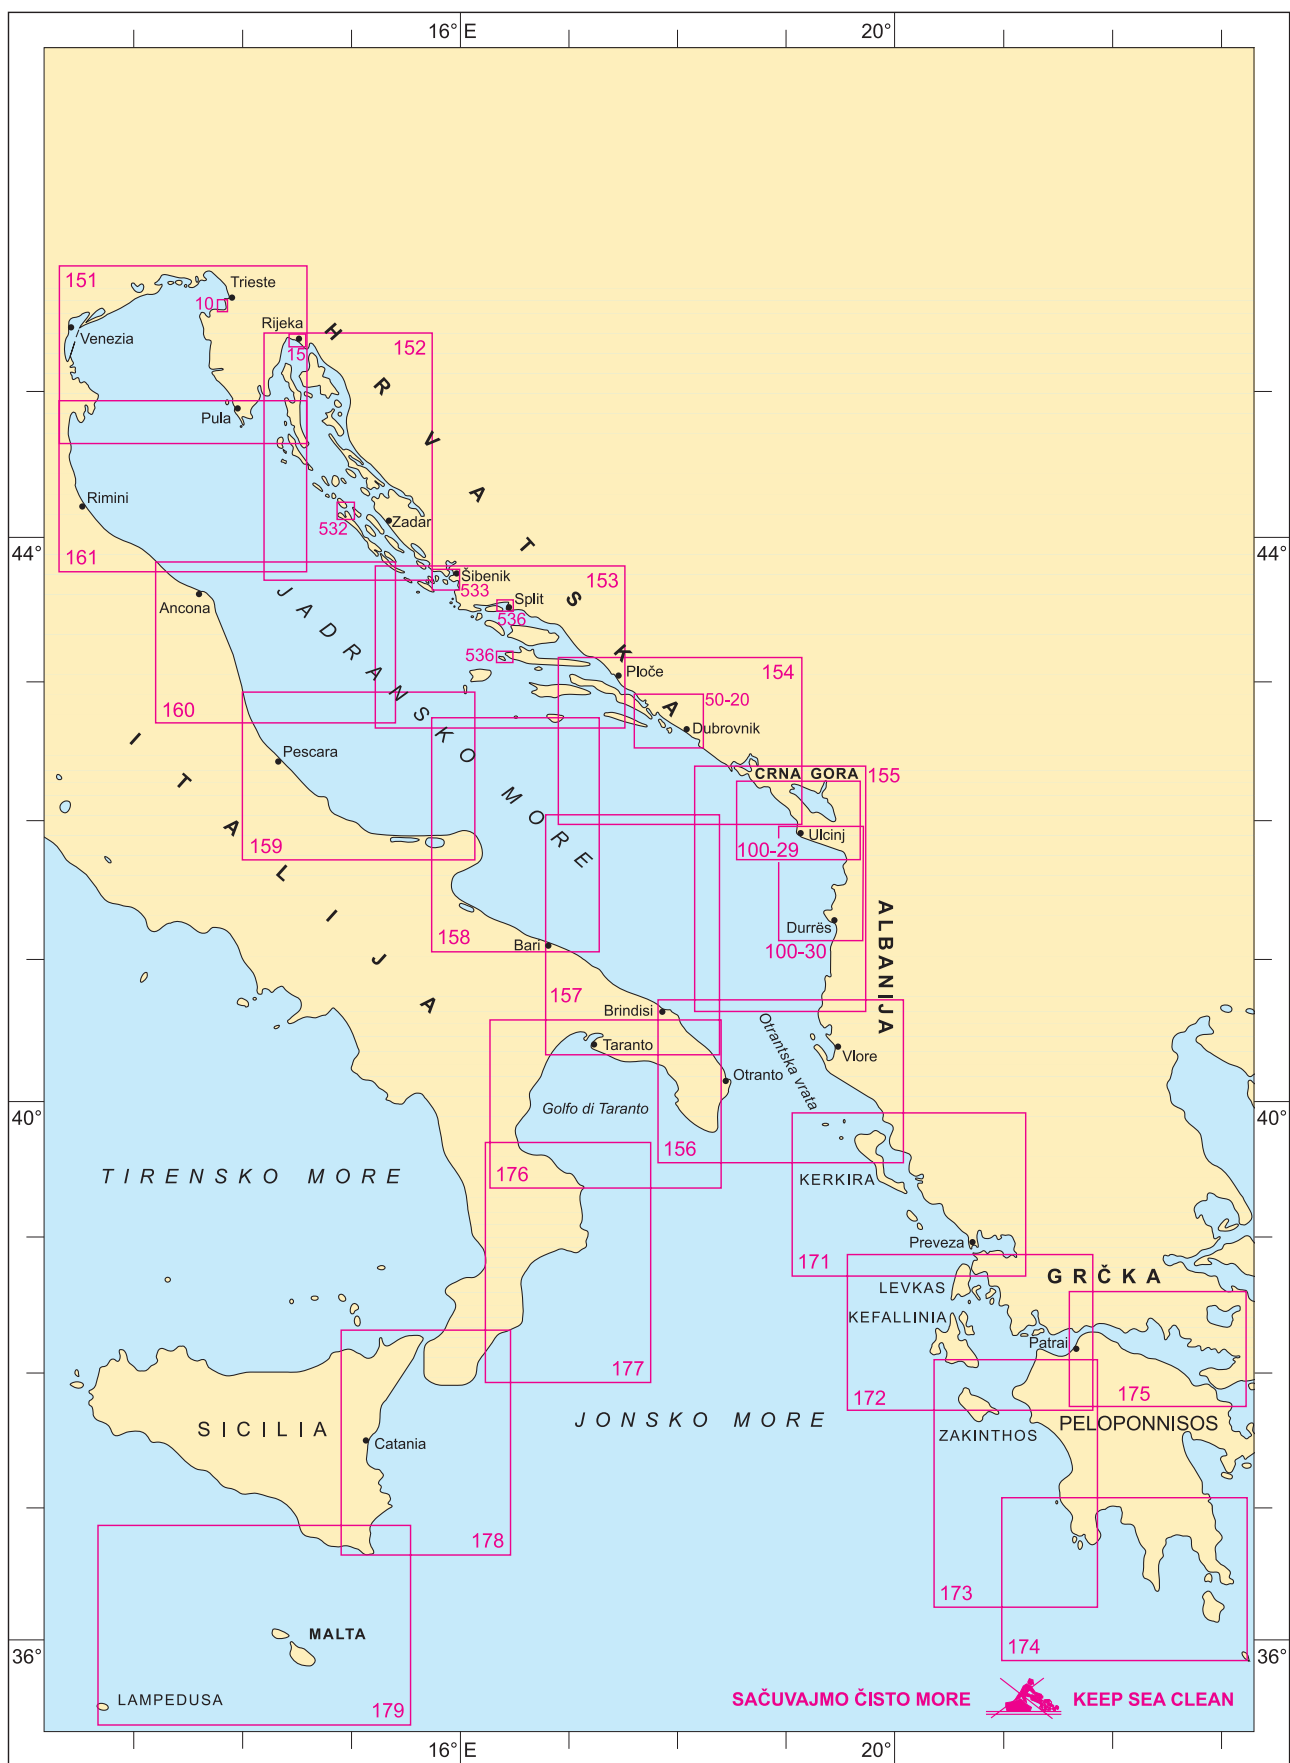 16° E 20°
151
Trieste
10
Rijeka
Venezia
15
152
HRVATSKA
Pula
Rimini
532
Zadar
44° 44°
161
Šibenik
153
533
JADRANSKO MORE
Ancona
Split
536
536
Ploče
154
50-20
160
Dubrovnik
ITALIJA
Pescara
CRNA GORA
155
Ulcinj
159
100-29
ALBANIJA
Durrës
158
Bari
100-30
157
Brindisi
Otrantska vrata
Taranto
Vlore
Otranto
40° 40°
Golfo di Taranto
156
176
TIRENSKO MORE
KERKIRA
Preveza
171
LEVKAS
GRČKA
KEFALLINIA
Patrai
177
172
175
JONSKO MORE
PELOPONNISOS
SICILIA
ZAKINTHOS
Catania
178
173
MALTA
174
36° 36°
LAMPEDUSA
179
SAČUVAJMO ČISTO MORE KEEP SEA CLEAN
16° E 20°